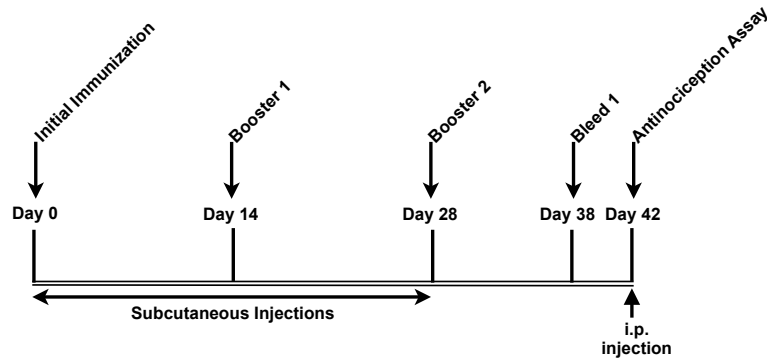 Initial Immunization
Booster 1
Booster 2
Bleed 1
Antinociception Assay
Day 0
Day 14
Day 28
Day 38
Day 42
Subcutaneous Injections
i.p.
injection